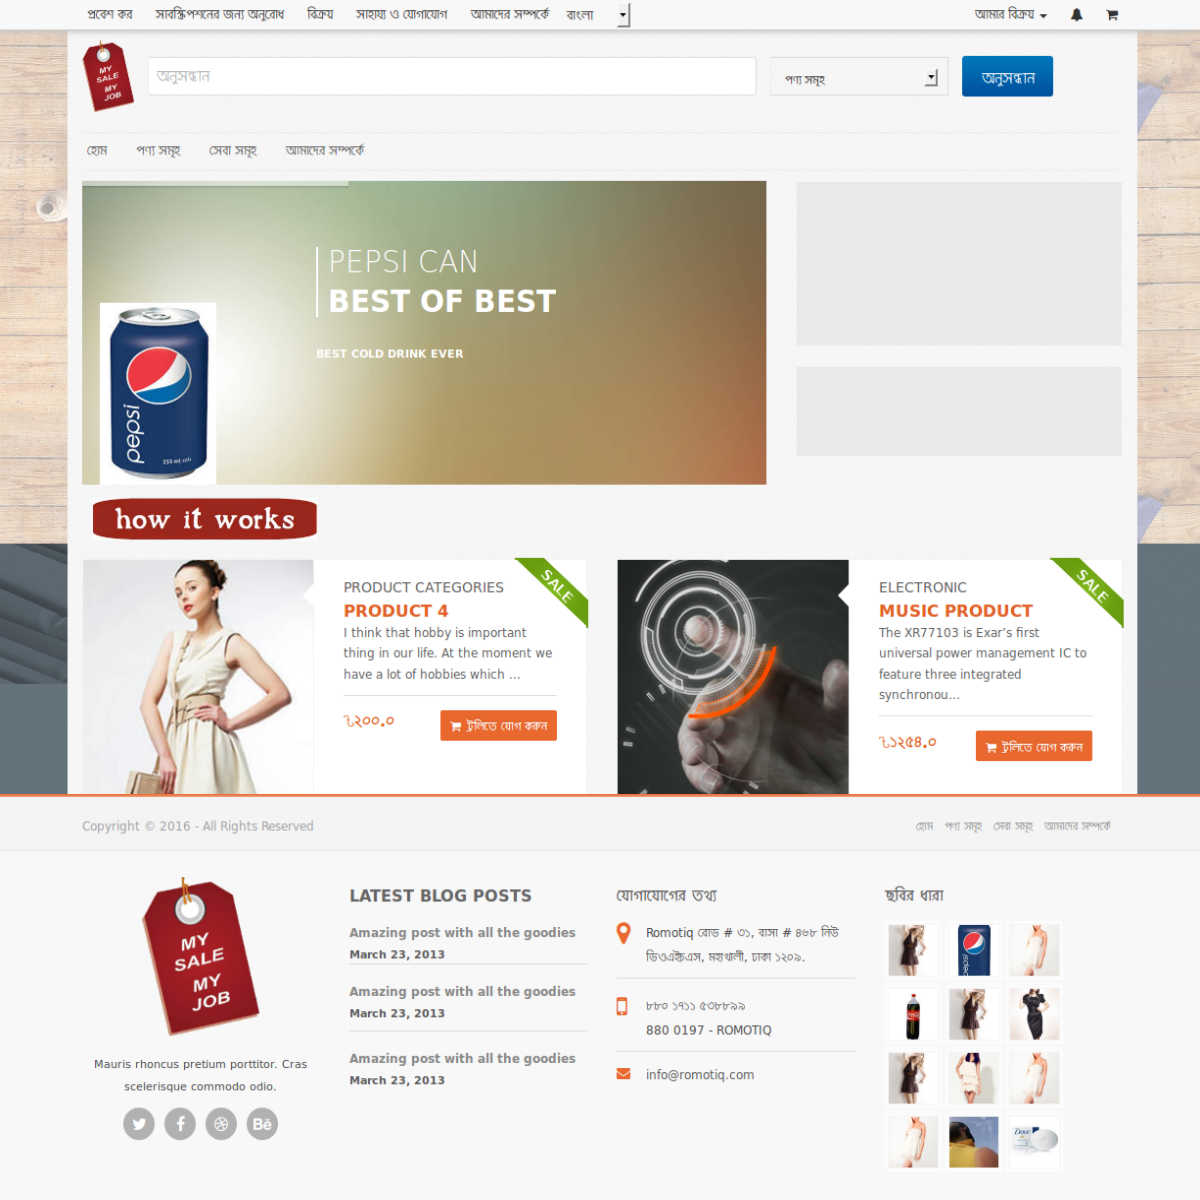 প্রবেশ কর সাবস্ক্রিপশনের জন্য অনুরোধ বিক্রয় সাহায্য ও যোগাযোগ আমাদের সম্পর্কে বাংলা আমার বিক্রয়
MY
SALE
MY
JOB
অনুসন্ধান পণ্য সমূহ অনুসন্ধান
হোম পণ্য সমূহ সেবা সমূহ আমাদের সম্পর্কে
PEPSI CAN
BEST OF BEST
BEST COLD DRINK EVER
pepsi
how it works
PRODUCT CATEGORIES
PRODUCT 4
I think that hobby is important
thing in our life. At the moment we
have a lot of hobbies which ...
৳২০০.০ ট্রলিতে যোগ করুন
SALE
ELECTRONIC
MUSIC PRODUCT
The XR77103 is Exar's first
universal power management IC to
feature three integrated
synchronou...
৳১২৫৪.০ ট্রলিতে যোগ করুন
SALE
Copyright © 2016 - All Rights Reserved
হোম পণ্য সমূহ সেবা সমূহ আমাদের সম্পর্কে
MY
SALE
MY
JOB
Mauris rhoncus pretium porttitor. Cras
scelerisque commodo odio.
LATEST BLOG POSTS
Amazing post with all the goodies
March 23, 2013
Amazing post with all the goodies
March 23, 2013
Amazing post with all the goodies
March 23, 2013
যোগাযোগের তথ্য
Romotiq রোড # ৩১, বাসা # ৪৬৮ নিউ
ডিওএইচএস, মহাখালী, ঢাকা ১২০৯.
৮৮০ ১৭১১ ৫৩৮৮৯৯
880 0197 - ROMOTIQ
info@romotiq.com
ছবির ধারা
pepsi
Dove